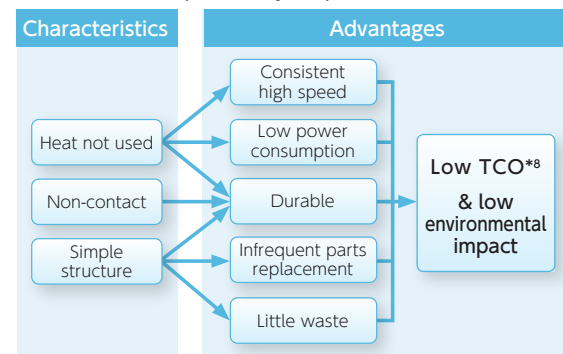 Characteristics
Advantages
Heat not used
Non-contact
Simple
structure
Consistent
high speed
Low power
consumption
Durable
Infrequent parts
replacement
Little waste
Low TCO*8
& low
environmental
impact